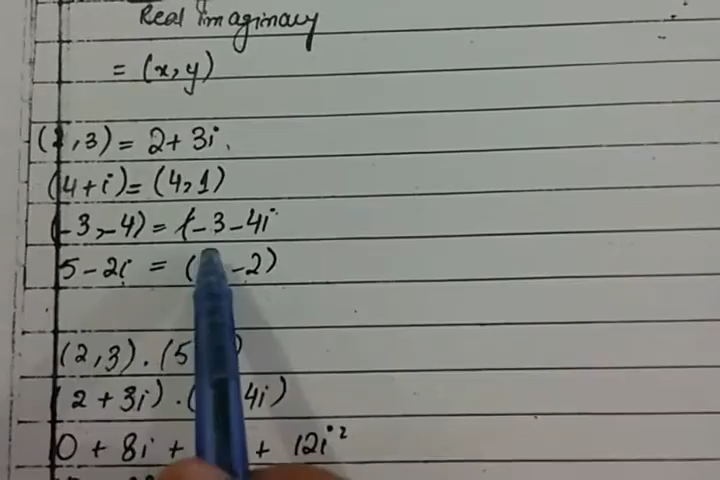 Real imaginary
= (x, y)
(2, 3) = 2 + 3i.
(4 + i) = (4, 1)
(-3, -4) = (-3 - 4i
5 - 2i = ( -2)
(2, 3) . (5 )
(2 + 3i) . ( 4i)
0 + 8i + + 12i²